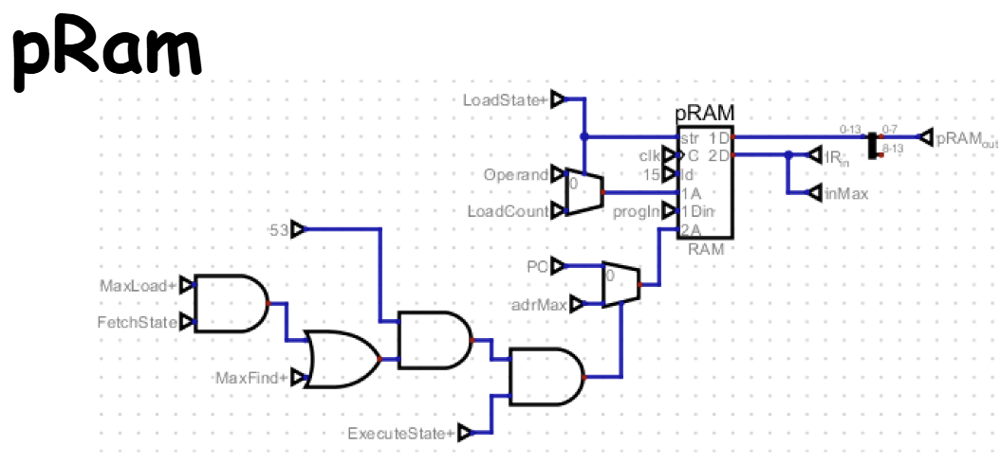 pRam
LoadState+
pRAM
str 1D
0-13
0-7
8-13
pRAMout
clk
C 2D
IRin
Operand
15
ld
0
1A
inMax
LoadCount
progIn
1Din
53
2A
RAM
PC
0
MaxLoad+
adrMax
FetchState
MaxFind+
ExecuteState+